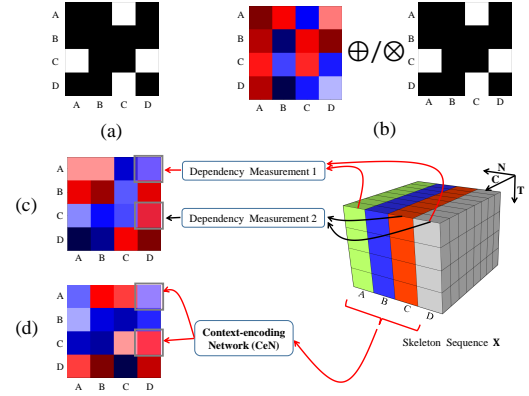 A
B
C
D
A B C D
(a)
A
B
C
D
A B C D
⊕/⊗
A
B
C
D
A B C D
(b)
(c)
A
B
C
D
A B C D
Dependency Measurement 1
Dependency Measurement 2
N
C
T
A B C D
Skeleton Sequence X
(d)
A
B
C
D
A B C D
Context-encoding
Network (CeN)